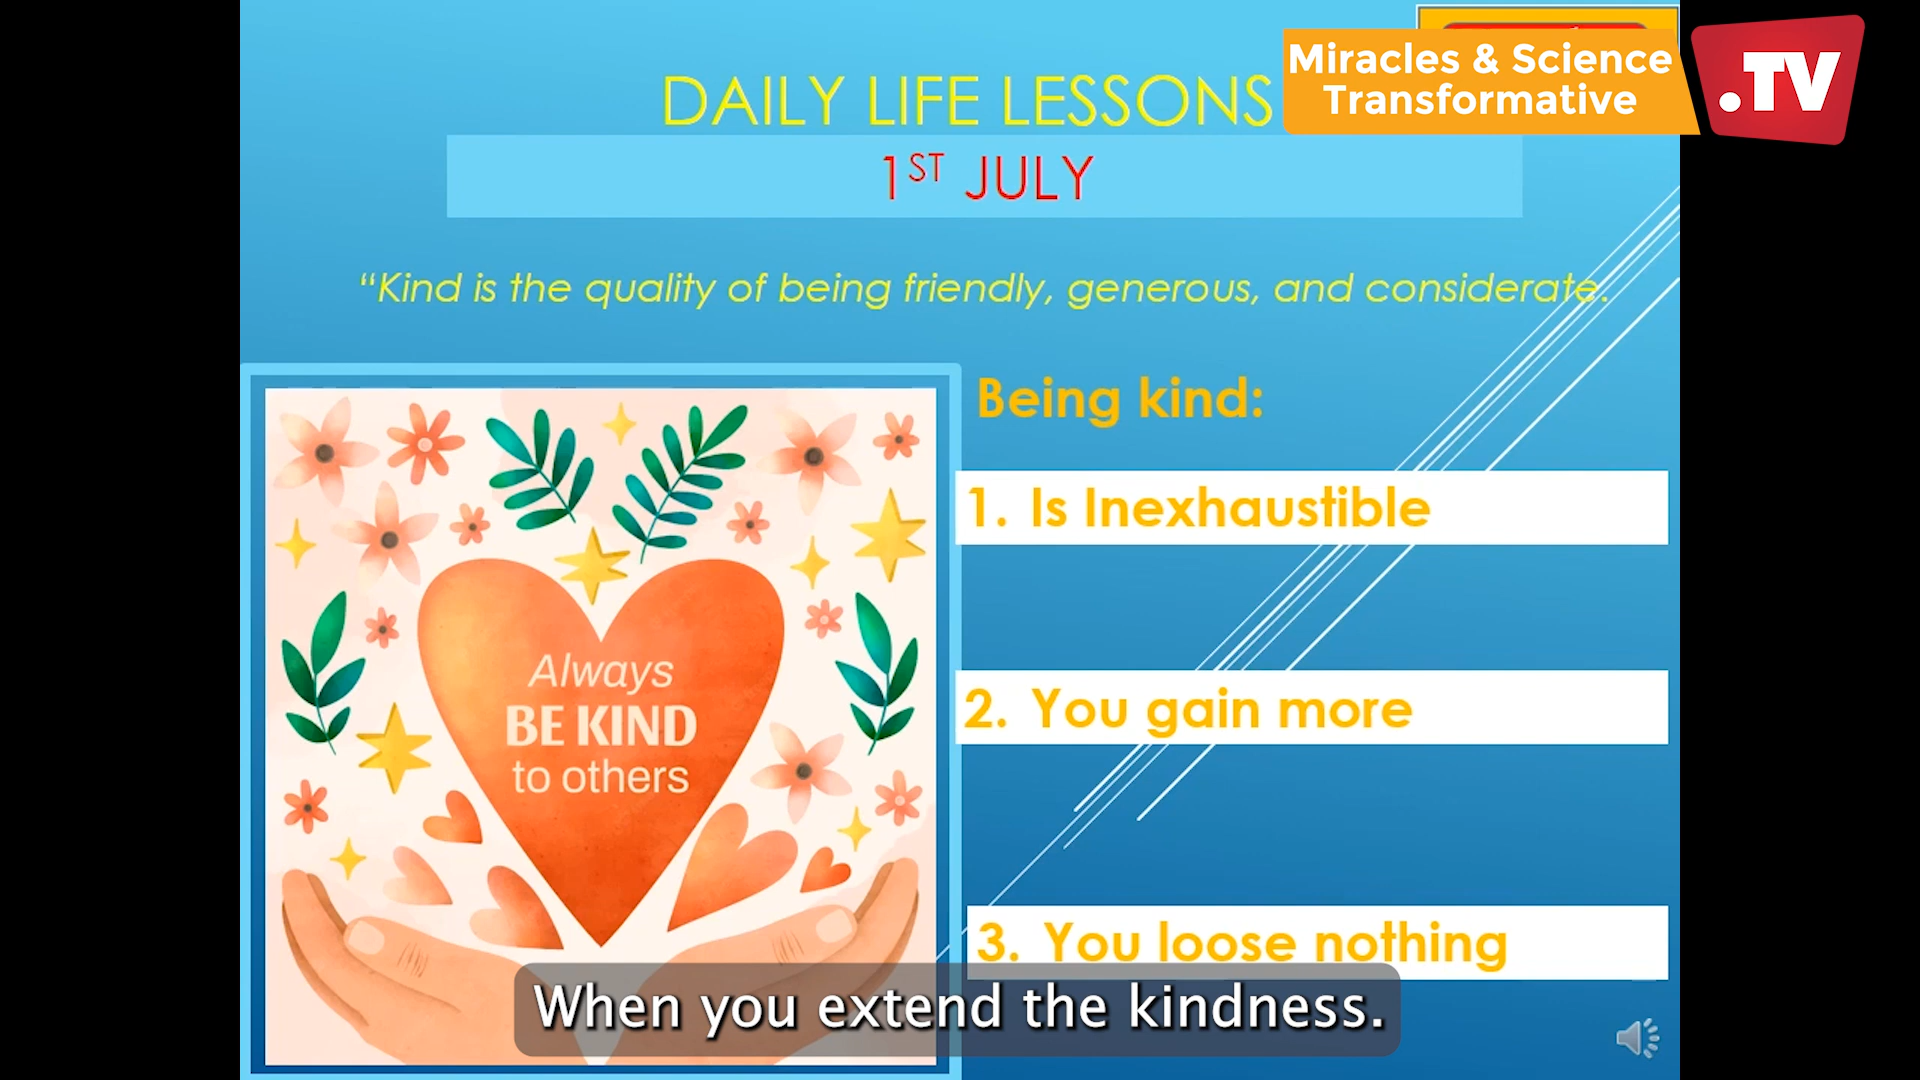 Miracles & Science
Transformative
.TV
DAILY LIFE LESSONS
1ST JULY
“Kind is the quality of being friendly, generous, and considerate.
Being kind:
1. Is Inexhaustible
2. You gain more
3. You loose nothing
Always
BE KIND
to others
When you extend the kindness.